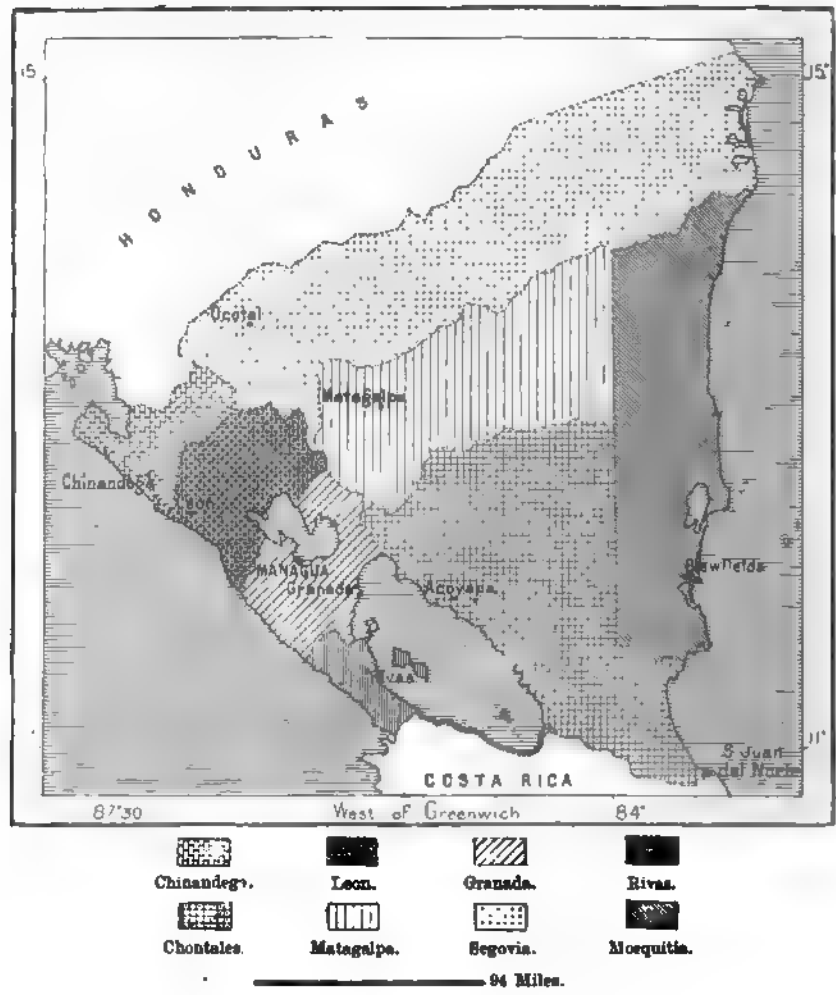 15
15°
HONDURAS
Ocotal
Matagalpa
Chinandega
Leon
Blewfields
MANAGUA
Granada
Acoyapa
Rivas
11°
S Juan
del Norte
COSTA RICA
87°30 West of Greenwich 84°
Chinandega. Leon. Granada. Rivas.
Chontales. Matagalpa. Segovia. Mosquitia.
94 Miles.